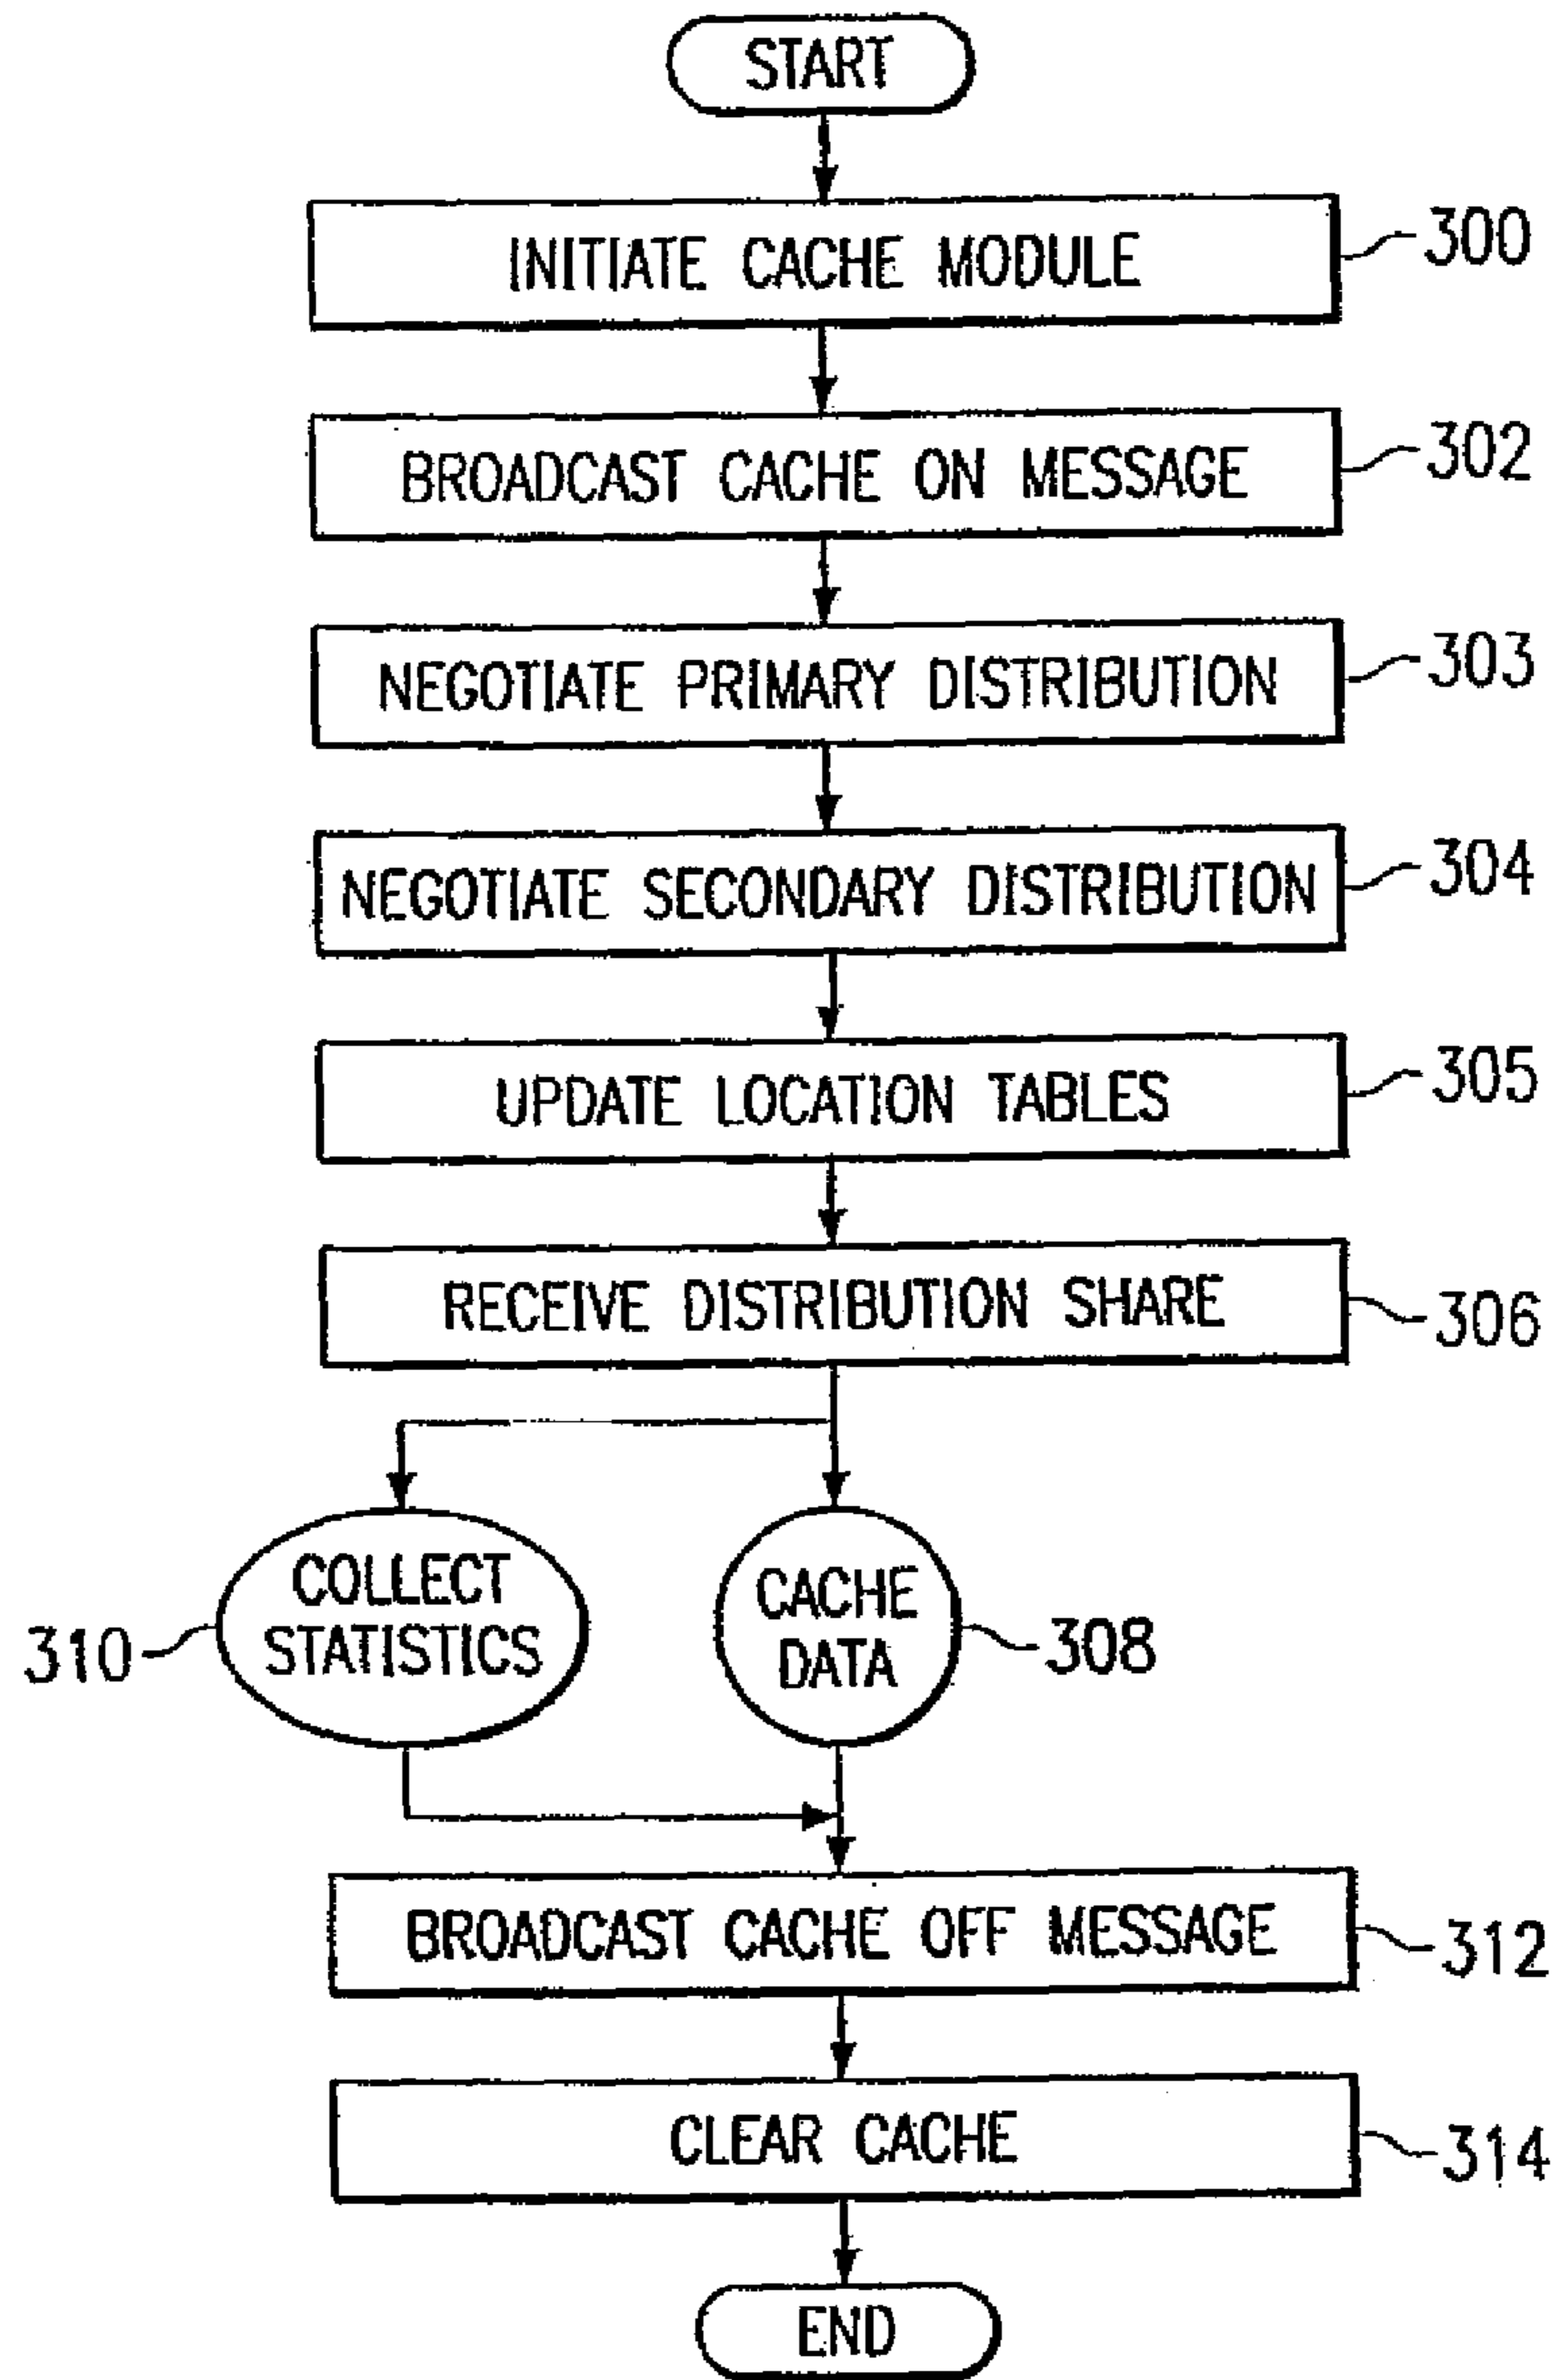 START
INITIATE CACHE MODULE
300
BROADCAST CACHE ON MESSAGE
302
NEGOTIATE PRIMARY DISTRIBUTION
303
NEGOTIATE SECONDARY DISTRIBUTION
304
UPDATE LOCATION TABLES
305
RECEIVE DISTRIBUTION SHARE
306
310
COLLECT
STATISTICS
CACHE
DATA
308
BROADCAST CACHE OFF MESSAGE
312
CLEAR CACHE
314
END